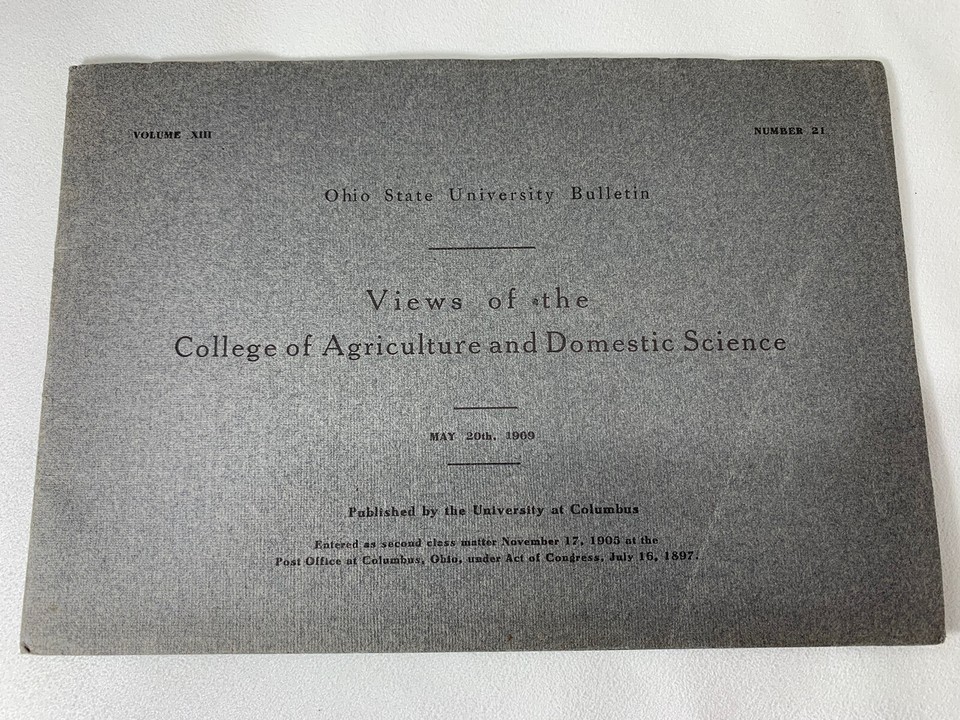 VOLUME XIII NUMBER 21
Ohio State University Bulletin
Views of the
College of Agriculture and Domestic Science
MAY 20th, 1909
Published by the University at Columbus
Entered as second class matter November 17, 1905 at the
Post Office at Columbus, Ohio, under Act of Congress, July 16, 1897.